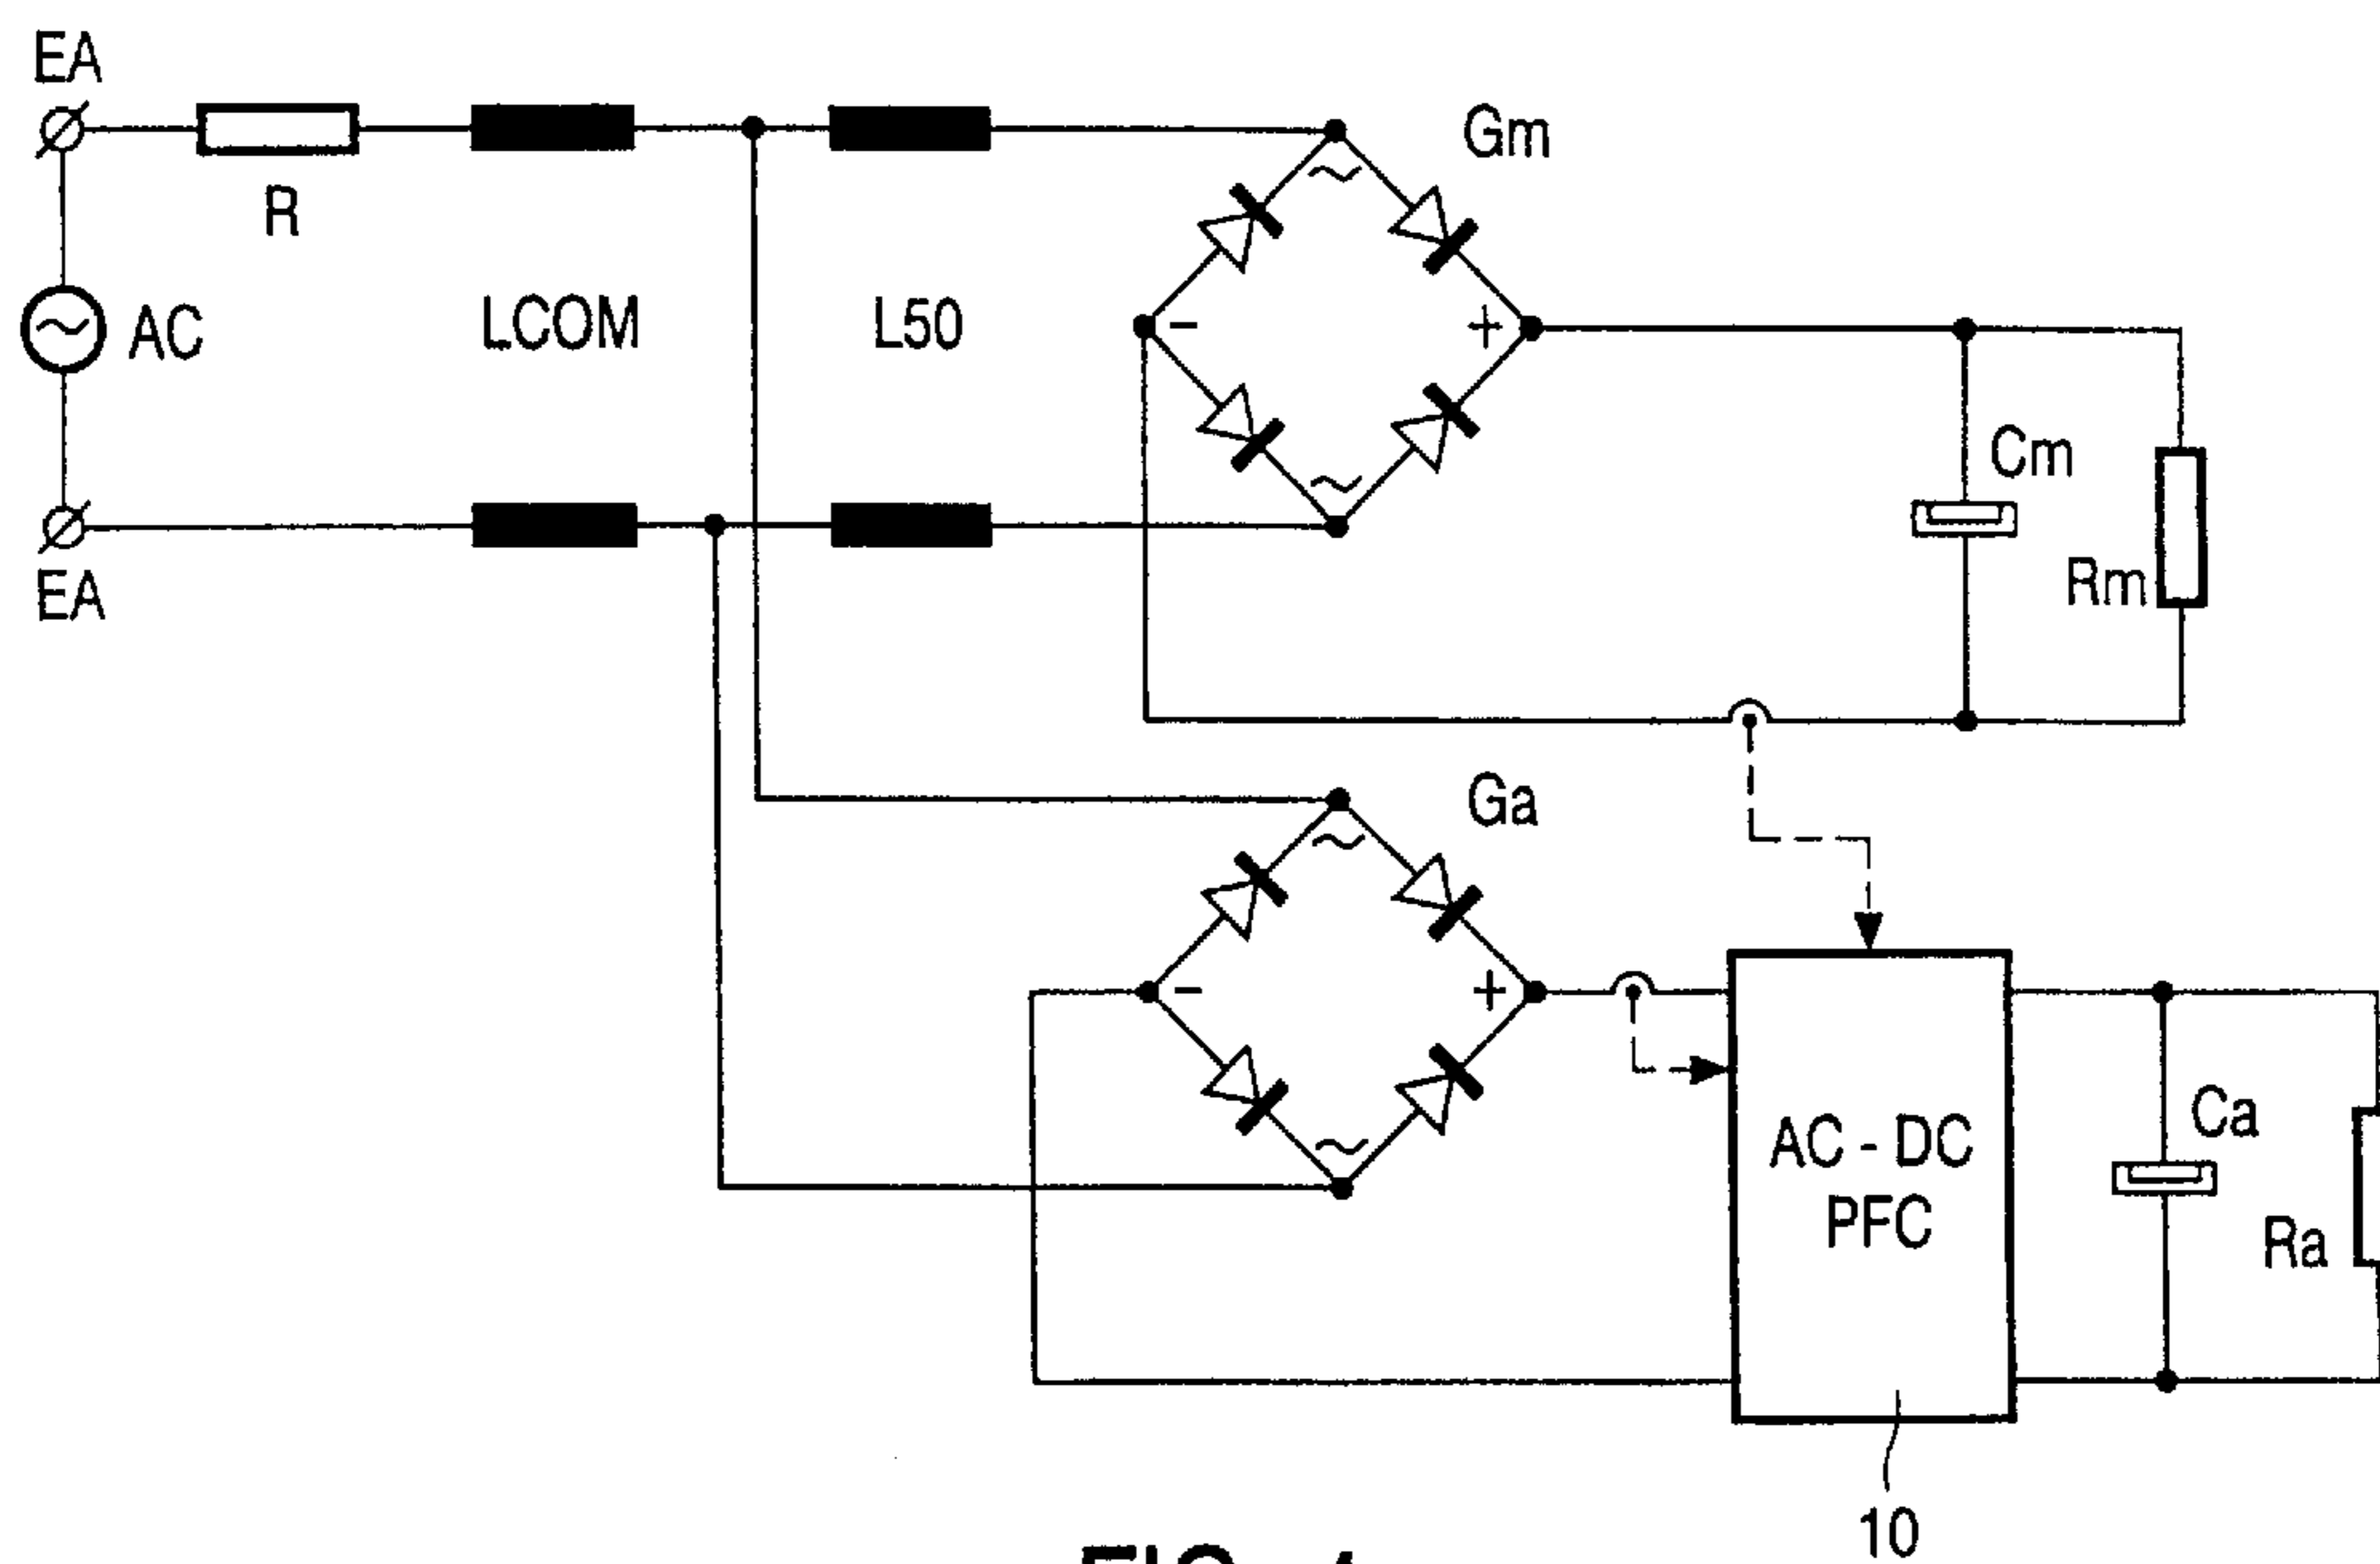 EA
R
LCOM
L50
AC
EA
Gm
~
-
+
~
Cm
Rm
Ga
~
-
+
~
AC - DC
PFC
Ca
Ra
10